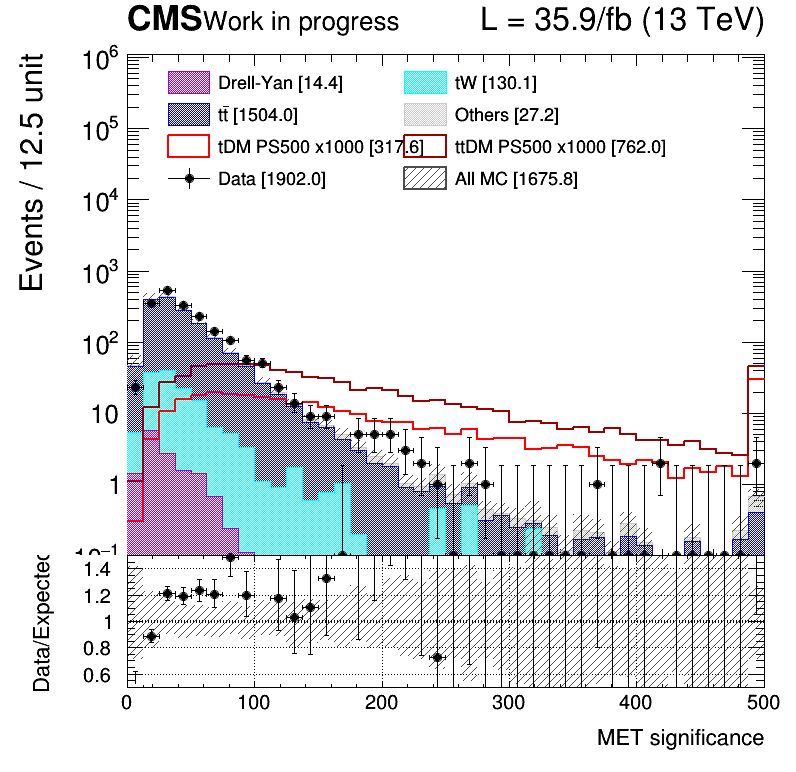 CMS Work in progress L = 35.9/fb (13 TeV)
Events / 12.5 unit
10⁶
10⁵
10⁴
10³
10²
10
1
10⁻¹
Drell-Yan [14.4] tW [130.1]
tt̄ [1504.0] Others [27.2]
tDM PS500 x1000 [317.6] ttDM PS500 x1000 [762.0]
Data [1902.0] All MC [1675.8]
Data/Expected
1.4
1.2
1
0.8
0.6
0 100 200 300 400 500
MET significance